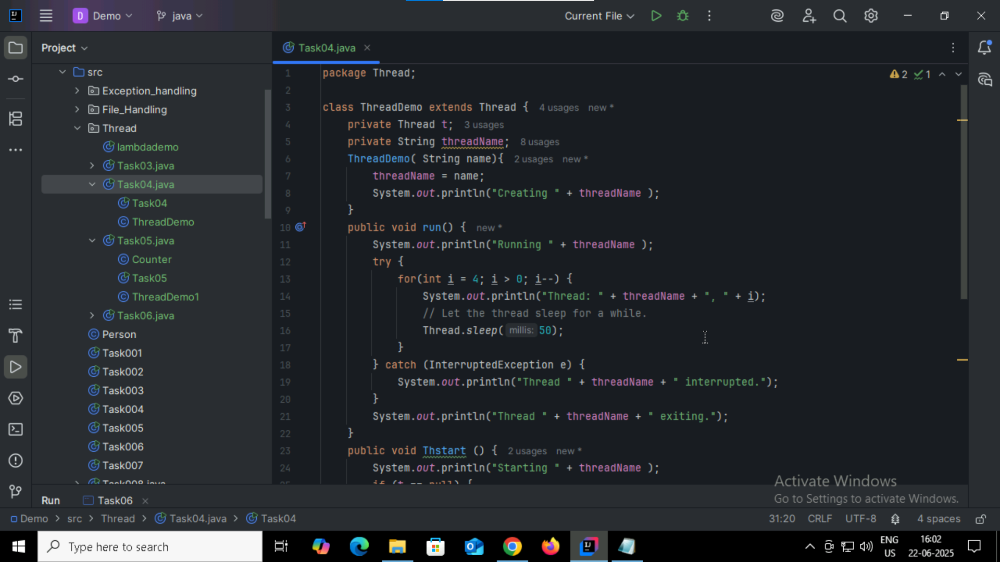 D Demo java Current File
Project
Task04.java
src
Exception_handling
File_Handling
Thread
lambdademo
Task03.java
Task04.java
Task04
ThreadDemo
Task05.java
Counter
Task05
ThreadDemo1
Task06.java
Person
Task001
Task002
Task003
Task004
Task005
Task006
Task007
Task008.java
2 1
1 package Thread;
2
3 class ThreadDemo extends Thread { 4 usages new *
4 private Thread t; 3 usages
5 private String threadName; 8 usages
6 ThreadDemo( String name){ 2 usages new *
7 threadName = name;
8 System.out.println("Creating " + threadName );
9 }
10 public void run() { new *
11 System.out.println("Running " + threadName );
12 try {
13 for(int i = 4; i > 0; i--) {
14 System.out.println("Thread: " + threadName + ", " + i);
15 // Let the thread sleep for a while.
16 Thread.sleep( millis: 50);
17 }
18 } catch (InterruptedException e) {
19 System.out.println("Thread " + threadName + " interrupted.");
20 }
21 System.out.println("Thread " + threadName + " exiting.");
22 }
23 public void Thstart () { 2 usages new *
24 System.out.println("Starting " + threadName );
25 if (t == null) {
Activate Windows
Go to Settings to activate Windows.
Run Task06
Demo > src > Thread > Task04.java > Task04
31:20 CRLF UTF-8 4 spaces
Type here to search
ENG
US
16:02
22-06-2025